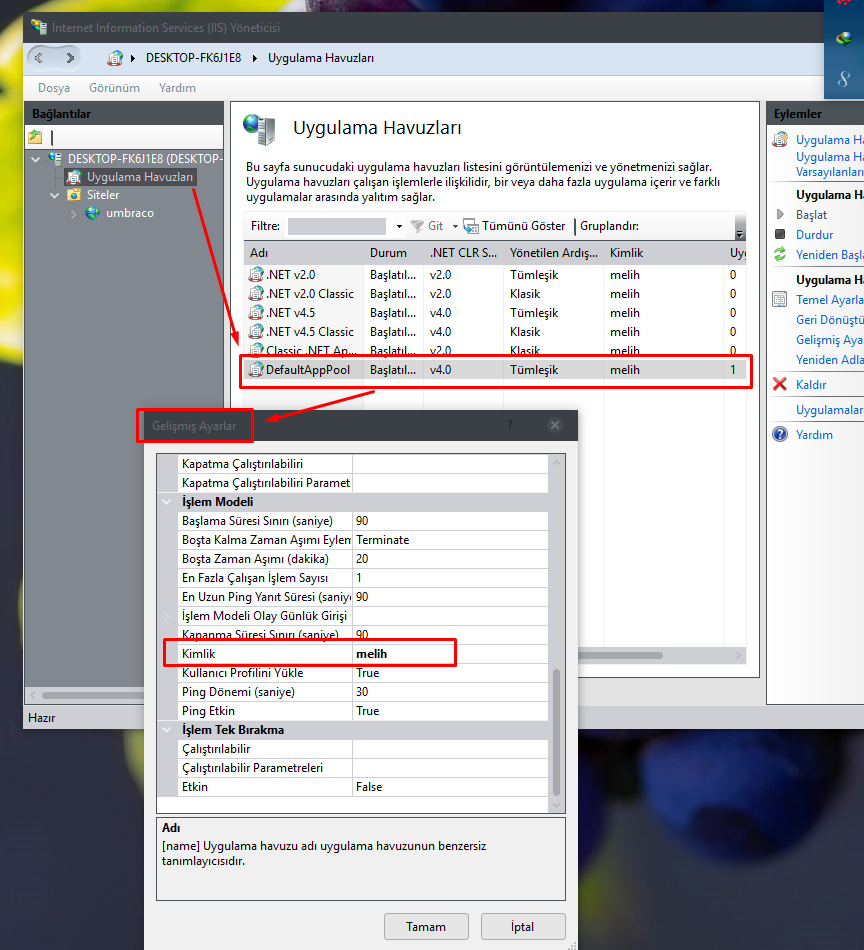 Internet Information Services (IIS) Yöneticisi
DESKTOP-FK6J1E8 Uygulama Havuzları
Dosya Görünüm Yardım
Bağlantılar
DESKTOP-FK6J1E8 (DESKTOP-
Uygulama Havuzları
Siteler
umbraco
Hazır
Uygulama Havuzları
Bu sayfa sunucudaki uygulama havuzları listesini görüntülemenizi ve yönetmenizi sağlar.
Uygulama havuzları çalışan işlemlerle ilişkilidir, bir veya daha fazla uygulama içerir ve farklı
uygulamalar arasında yalıtım sağlar.
Filtre: Git Tümünü Göster Gruplandır:
Adı Durum .NET CLR S... Yönetilen Ardış... Kimlik Uy
.NET v2.0 Başlatıl... v2.0 Tümleşik melih 0
.NET v2.0 Classic Başlatıl... v2.0 Klasik melih 0
.NET v4.5 Başlatıl... v4.0 Tümleşik melih 0
.NET v4.5 Classic Başlatıl... v4.0 Klasik melih 0
Classic .NET Ap... Başlatıl... v2.0 Klasik melih 0
DefaultAppPool Başlatıl... v4.0 Tümleşik melih 1
Eylemler
Uygulama Ha
Uygulama Ha
Varsayılanları
Uygulama Ha
Başlat
Durdur
Yeniden Başla
Uygulama Ha
Temel Ayarla
Geri Dönüştü
Gelişmiş Aya
Yeniden Adla
Kaldır
Uygulamalar
Yardım
Gelişmiş Ayarlar ?
Kapatma Çalıştırılabiliri
Kapatma Çalıştırılabiliri Paramet
İşlem Modeli
Başlama Süresi Sınırı (saniye) 90
Boşta Kalma Zaman Aşımı Eylem Terminate
Boşta Zaman Aşımı (dakika) 20
En Fazla Çalışan İşlem Sayısı 1
En Uzun Ping Yanıt Süresi (saniye 90
İşlem Modeli Olay Günlük Girişi
Kapanma Süresi Sınırı (saniye) 90
Kimlik melih
Kullanıcı Profilini Yükle True
Ping Dönemi (saniye) 30
Ping Etkin True
İşlem Tek Bırakma
Çalıştırılabilir
Çalıştırılabilir Parametreleri
Etkin False
Adı
[name] Uygulama havuzu adı uygulama havuzunun benzersiz
tanımlayıcısıdır.
Tamam İptal